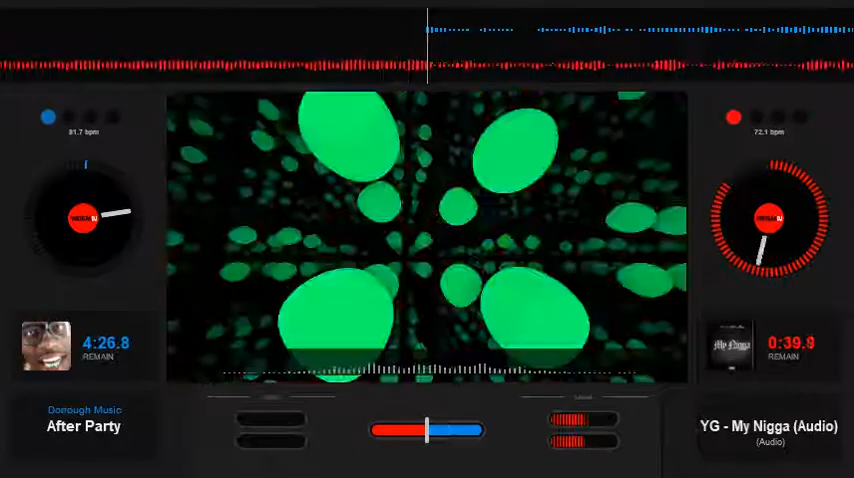 81.7 bpm
72.1 bpm
4:26.8
REMAIN
My Nigga
0:39.9
REMAIN
Dorrough Music
After Party
YG - My Nigga (Audio)
(Audio)